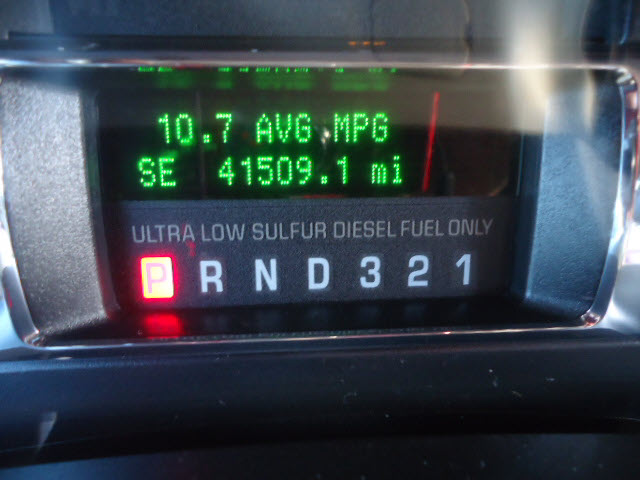 10.7 AVG MPG
SE 41509.1 mi
ULTRA LOW SULFUR DIESEL FUEL ONLY
P R N D 3 2 1